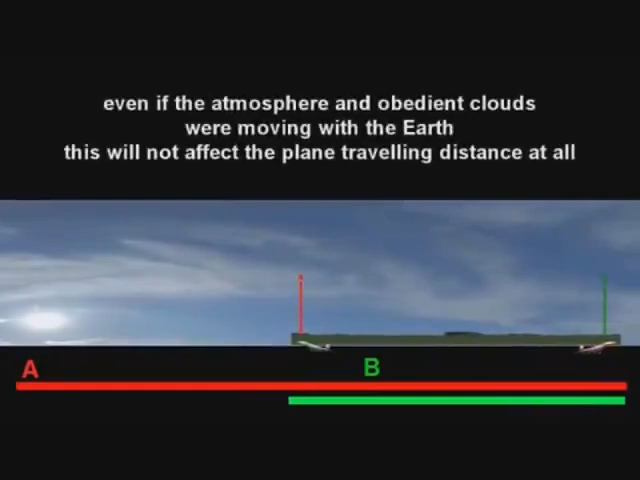 even if the atmosphere and obedient clouds
were moving with the Earth
this will not affect the plane travelling distance at all
A
B